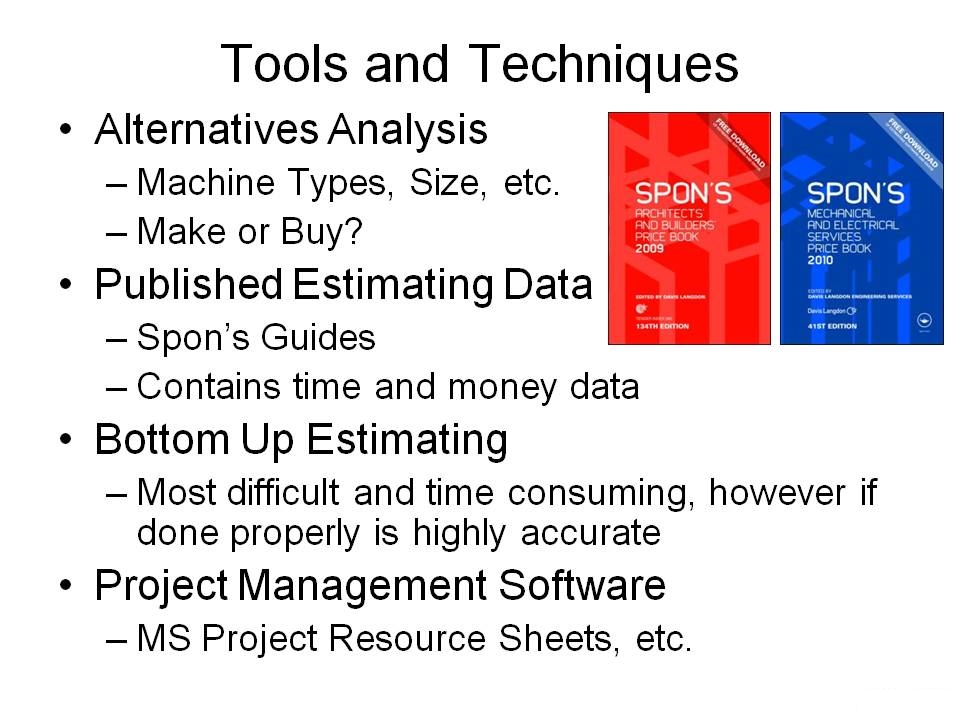 Tools and Techniques
• Alternatives Analysis
– Machine Types, Size, etc.
– Make or Buy?
• Published Estimating Data
– Spon's Guides
– Contains time and money data
• Bottom Up Estimating
– Most difficult and time consuming, however if
done properly is highly accurate
• Project Management Software
– MS Project Resource Sheets, etc.
FREE DOWNLOAD
SPON'S
ARCHITECTS'
AND BUILDERS'
PRICE BOOK
2009
EDITED BY DAVIS LANGDON
134TH EDITION
FREE DOWNLOAD
SPON'S
MECHANICAL
AND ELECTRICAL
SERVICES
PRICE BOOK
2010
EDITED BY
DAVIS LANGDON ENGINEERING SERVICES
Davis Langdon
41ST EDITION